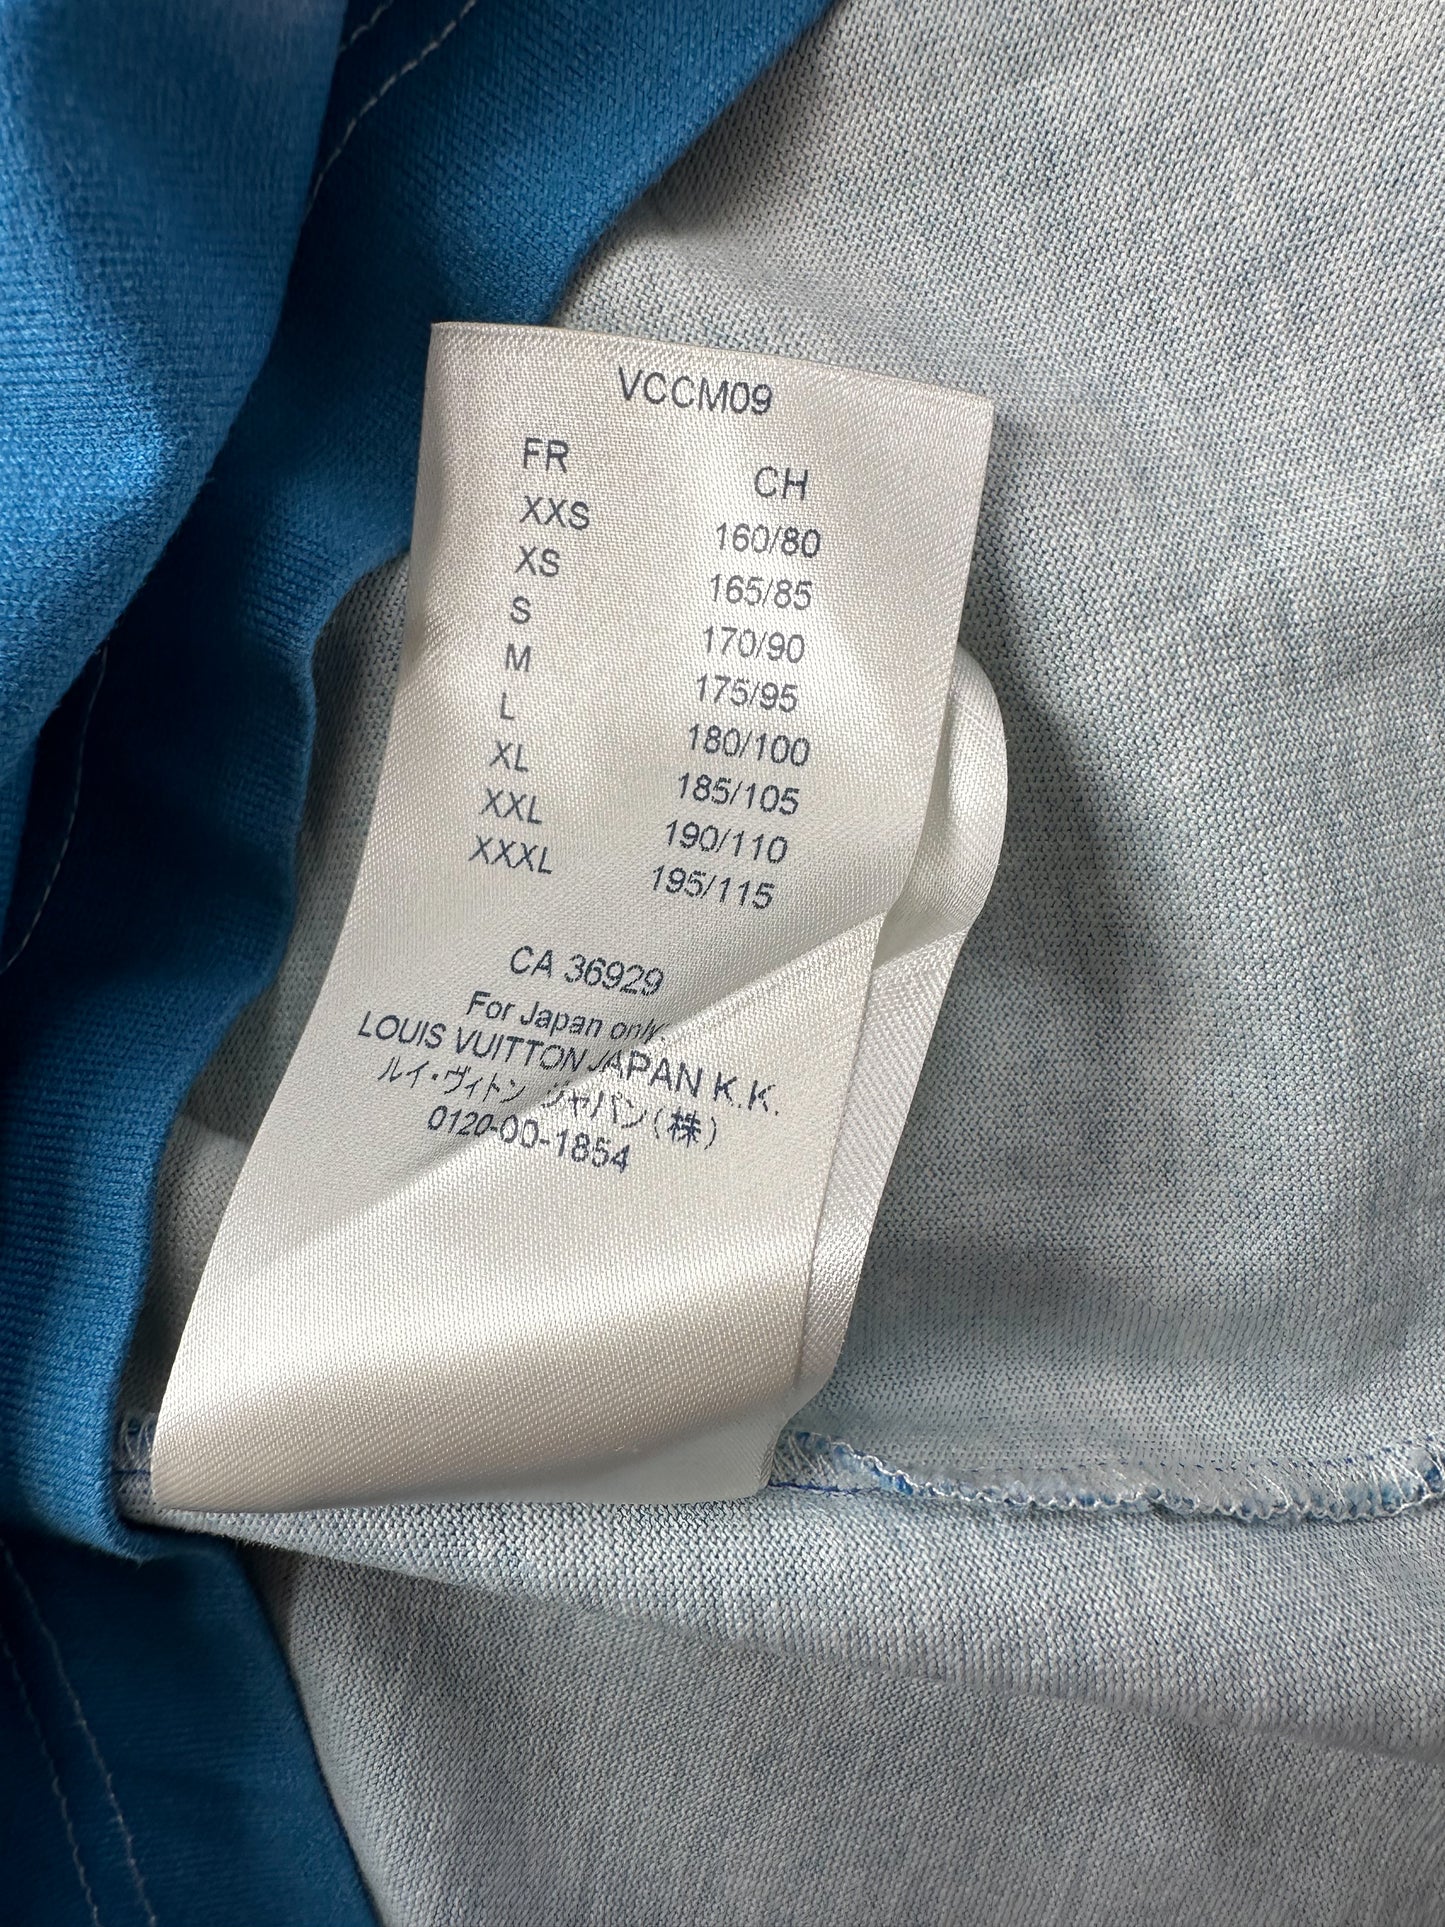 VCCM09
FR CH
XXS 160/80
XS 165/85
S 170/90
M 175/95
L 180/100
XL 185/105
XXL 190/110
XXXL 195/115
CA 36929
For Japan only:
LOUIS VUITTON JAPAN K.K.
ルイ・ヴィトン ジャパン(株)
0120-00-1854